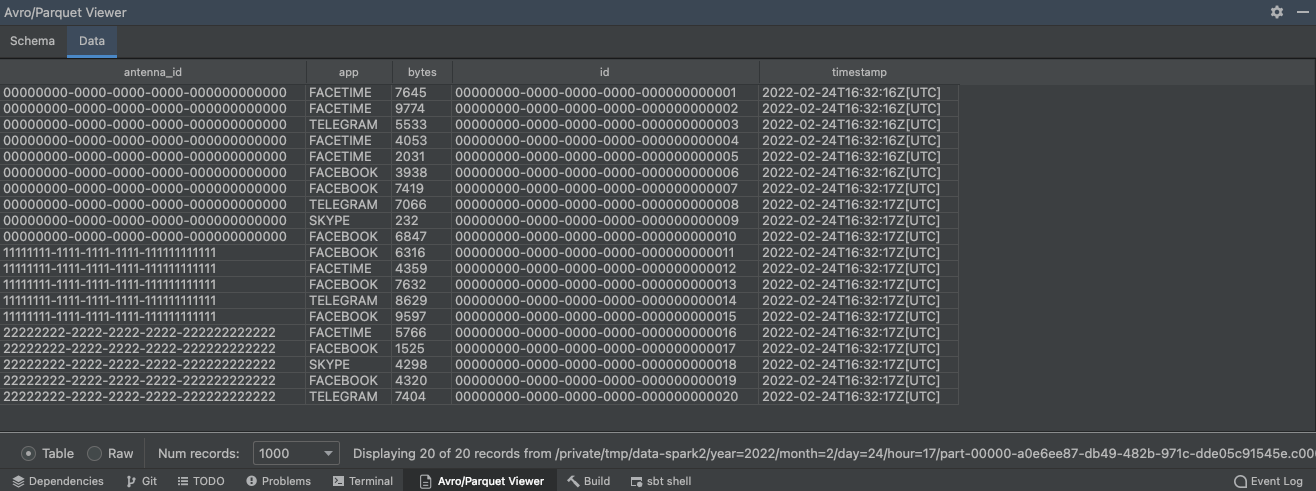 Avro/Parquet Viewer
Schema Data
antenna_id app bytes id timestamp
00000000-0000-0000-0000-000000000000 FACETIME 7645 00000000-0000-0000-0000-000000000001 2022-02-24T16:32:16Z[UTC]
00000000-0000-0000-0000-000000000000 FACETIME 9774 00000000-0000-0000-0000-000000000002 2022-02-24T16:32:16Z[UTC]
00000000-0000-0000-0000-000000000000 TELEGRAM 5533 00000000-0000-0000-0000-000000000003 2022-02-24T16:32:16Z[UTC]
00000000-0000-0000-0000-000000000000 FACETIME 4053 00000000-0000-0000-0000-000000000004 2022-02-24T16:32:16Z[UTC]
00000000-0000-0000-0000-000000000000 FACETIME 2031 00000000-0000-0000-0000-000000000005 2022-02-24T16:32:16Z[UTC]
00000000-0000-0000-0000-000000000000 FACEBOOK 3938 00000000-0000-0000-0000-000000000006 2022-02-24T16:32:16Z[UTC]
00000000-0000-0000-0000-000000000000 FACEBOOK 7419 00000000-0000-0000-0000-000000000007 2022-02-24T16:32:17Z[UTC]
00000000-0000-0000-0000-000000000000 TELEGRAM 7066 00000000-0000-0000-0000-000000000008 2022-02-24T16:32:17Z[UTC]
00000000-0000-0000-0000-000000000000 SKYPE 232 00000000-0000-0000-0000-000000000009 2022-02-24T16:32:17Z[UTC]
00000000-0000-0000-0000-000000000000 FACEBOOK 6847 00000000-0000-0000-0000-000000000010 2022-02-24T16:32:17Z[UTC]
11111111-1111-1111-1111-111111111111 FACEBOOK 6316 00000000-0000-0000-0000-000000000011 2022-02-24T16:32:17Z[UTC]
11111111-1111-1111-1111-111111111111 FACETIME 4359 00000000-0000-0000-0000-000000000012 2022-02-24T16:32:17Z[UTC]
11111111-1111-1111-1111-111111111111 FACEBOOK 7632 00000000-0000-0000-0000-000000000013 2022-02-24T16:32:17Z[UTC]
11111111-1111-1111-1111-111111111111 TELEGRAM 8629 00000000-0000-0000-0000-000000000014 2022-02-24T16:32:17Z[UTC]
11111111-1111-1111-1111-111111111111 FACEBOOK 9597 00000000-0000-0000-0000-000000000015 2022-02-24T16:32:17Z[UTC]
22222222-2222-2222-2222-222222222222 FACETIME 5766 00000000-0000-0000-0000-000000000016 2022-02-24T16:32:17Z[UTC]
22222222-2222-2222-2222-222222222222 FACEBOOK 1525 00000000-0000-0000-0000-000000000017 2022-02-24T16:32:17Z[UTC]
22222222-2222-2222-2222-222222222222 SKYPE 4298 00000000-0000-0000-0000-000000000018 2022-02-24T16:32:17Z[UTC]
22222222-2222-2222-2222-222222222222 FACEBOOK 4320 00000000-0000-0000-0000-000000000019 2022-02-24T16:32:17Z[UTC]
22222222-2222-2222-2222-222222222222 TELEGRAM 7404 00000000-0000-0000-0000-000000000020 2022-02-24T16:32:17Z[UTC]
Table Raw Num records: 1000 Displaying 20 of 20 records from /private/tmp/data-spark2/year=2022/month=2/day=24/hour=17/part-00000-a0e6ee87-db49-482b-971c-dde05c91545e.c00
Dependencies Git TODO Problems Terminal Avro/Parquet Viewer Build sbt shell Event Log